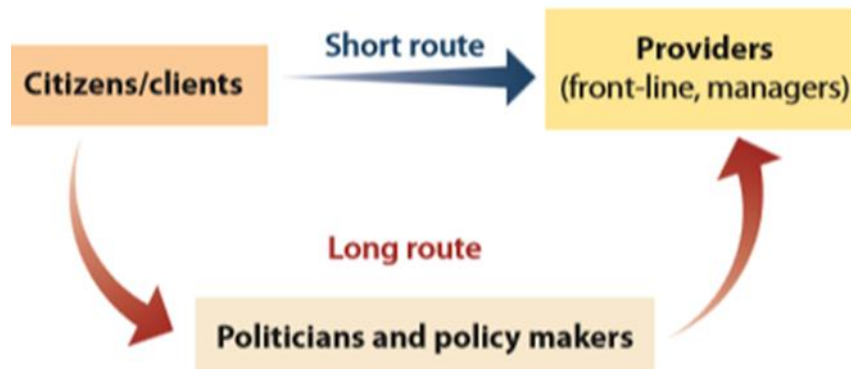 Short route
Citizens/clients
Providers
(front-line, managers)
Long route
Politicians and policy makers